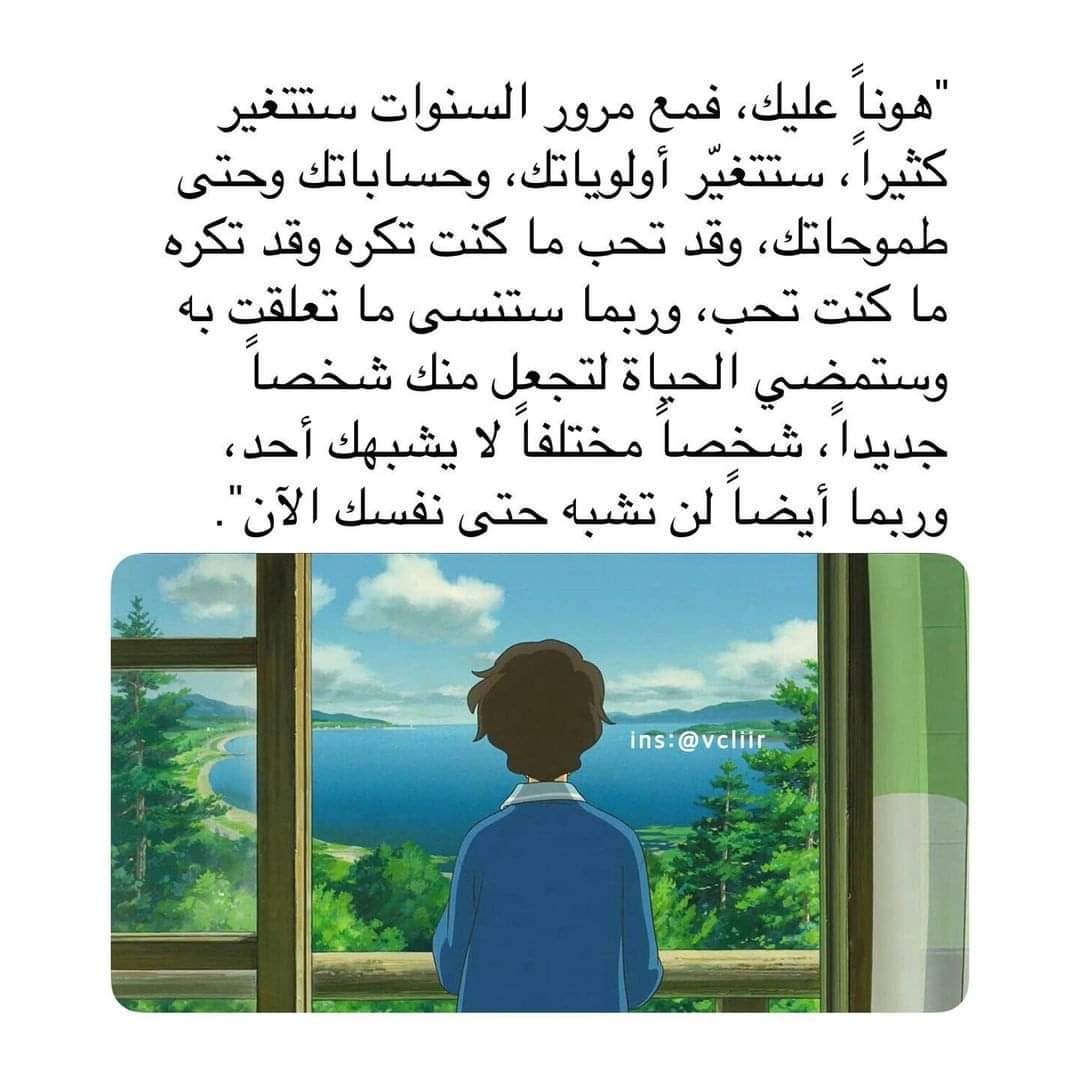 "هوناً عليك، فمع مرور السنوات ستتغير
كثيراً، ستتغيّر أولوياتك، وحساباتك وحتى
طموحاتك، وقد تحب ما كنت تكره وقد تكره
ما كنت تحب، وربما ستنسى ما تعلقت به
وستمضي الحياة لتجعل منك شخصاً
جديداً، شخصاً مختلفاً لا يشبهك أحد،
وربما أيضاً لن تشبه حتى نفسك الآن".
ins:@vcliir